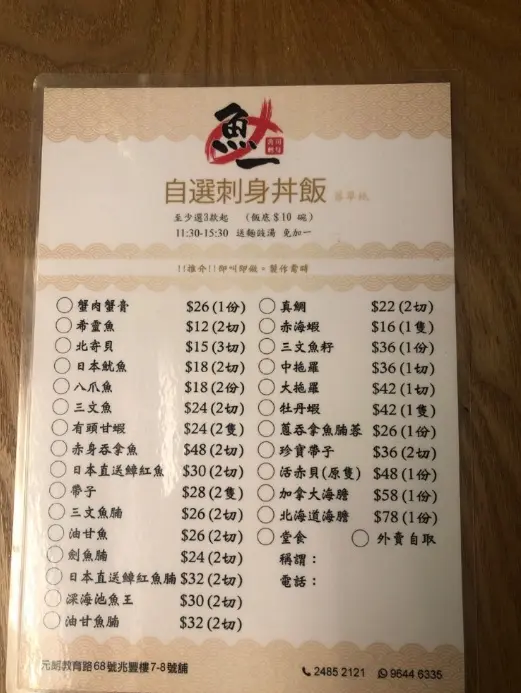 魚一
自選刺身丼飯
至少選3款起 (飯底$10 碗)
11:30-15:30 送麵豉湯 免加一
!!推介!!即叫即做。製作需時
蟹肉蟹膏 $26(1份)
希靈魚 $12(2切)
北寄貝 $15(3切)
日本魷魚 $18(2切)
八爪魚 $18(2份)
三文魚 $24(2切)
有頭甘蝦 $24(2隻)
赤身吞拿魚 $48(2切)
日本直送鱆紅魚 $30(2切)
帶子 $28(2隻)
三文魚腩 $26(2切)
油甘魚 $26(2切)
劍魚腩 $24(2切)
日本直送鱆紅魚腩 $32(2切)
深海池魚王 $30(2切)
油甘魚腩 $32(2切)
真鯛 $22(2切)
赤海蝦 $16(1隻)
三文魚籽 $36(1份)
中拖羅 $36(1切)
大拖羅 $42(1切)
牡丹蝦 $42(1隻)
蔥吞拿魚腩蓉 $26(1份)
珍寶帶子 $36(2切)
活赤貝(原隻) $48(1份)
加拿大海膽 $58(1份)
北海道海膽 $78(1份)
堂食 外賣自取
稱謂：
電話：
元朗教育路68號兆豐樓7-8號舖
2485 2121 9644 6335